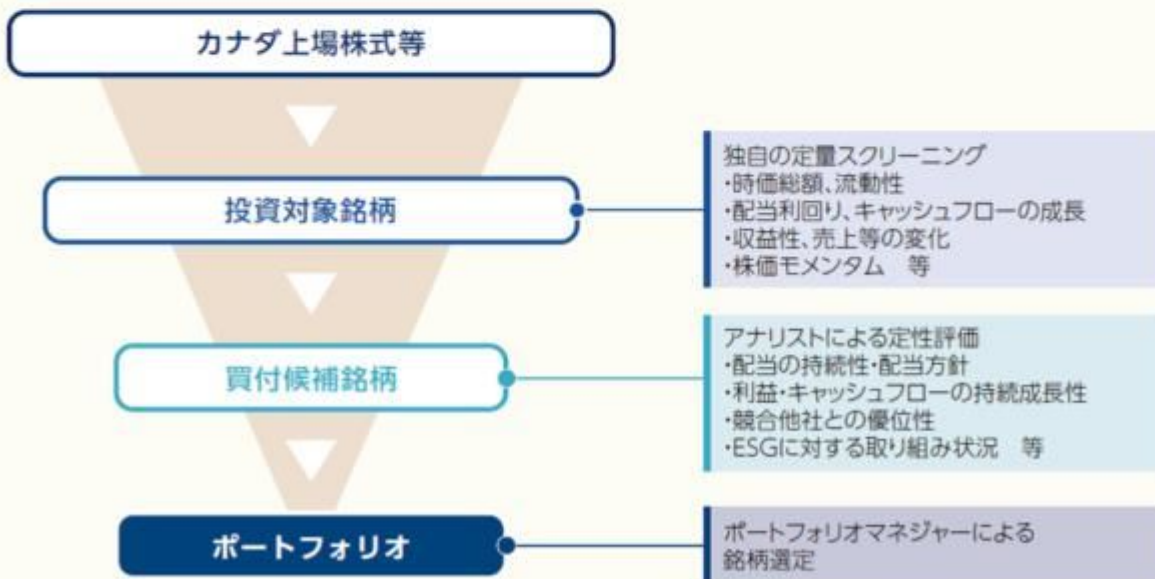 カナダ上場株式等
投資対象銘柄
独自の定量スクリーニング
・時価総額、流動性
・配当利回り、キャッシュフローの成長
・収益性、売上等の変化
・株価モメンタム　等
買付候補銘柄
アナリストによる定性評価
・配当の持続性・配当方針
・利益・キャッシュフローの持続成長性
・競合他社との優位性
・ESGに対する取り組み状況　等
ポートフォリオ
ポートフォリオマネジャーによる
銘柄選定